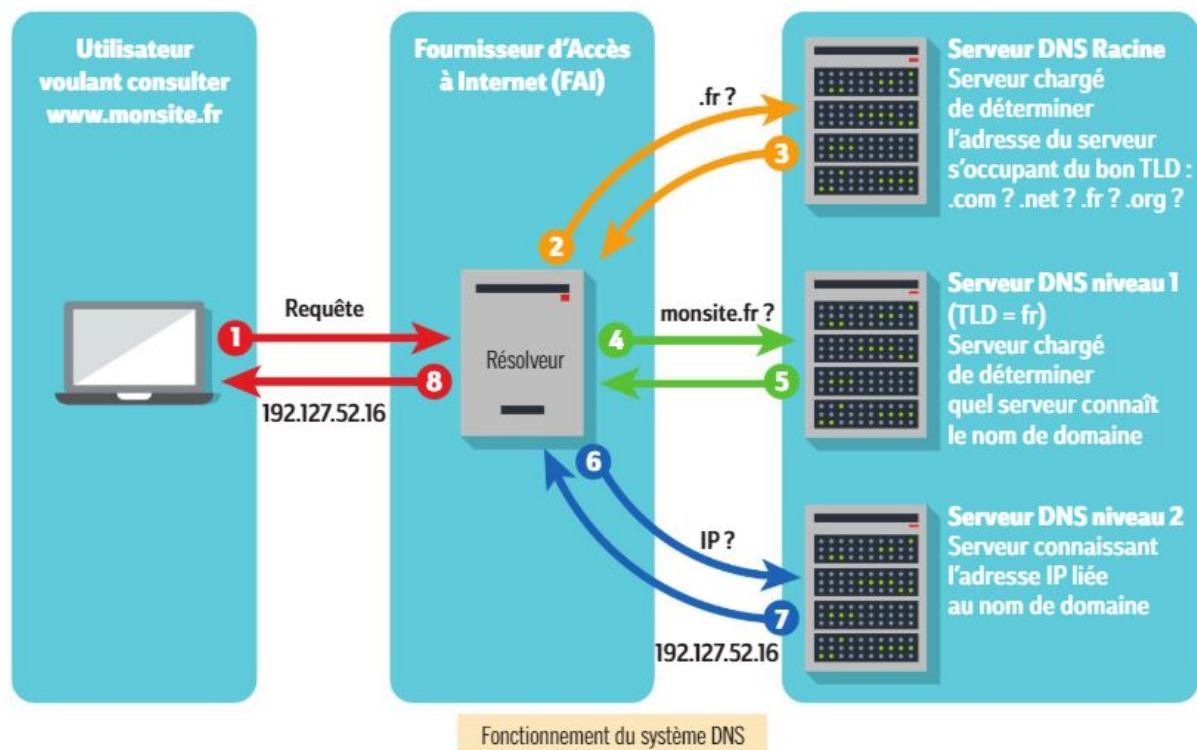 Utilisateur
voulant consulter
www.monsite.fr
Fournisseur d'Accès
à Internet (FAI)
Serveur DNS Racine
Serveur chargé
de déterminer
l'adresse du serveur
s'occupant du bon TLD :
.com ? .net ? .fr ? .org ?
.fr ?
3
2
Requête
1
8
192.127.52.16
Résolveur
monsite.fr ?
4
5
Serveur DNS niveau 1
(TLD = fr)
Serveur chargé
de déterminer
quel serveur connaît
le nom de domaine
6
IP ?
7
192.127.52.16
Serveur DNS niveau 2
Serveur connaissant
l'adresse IP liée
au nom de domaine
Fonctionnement du système DNS